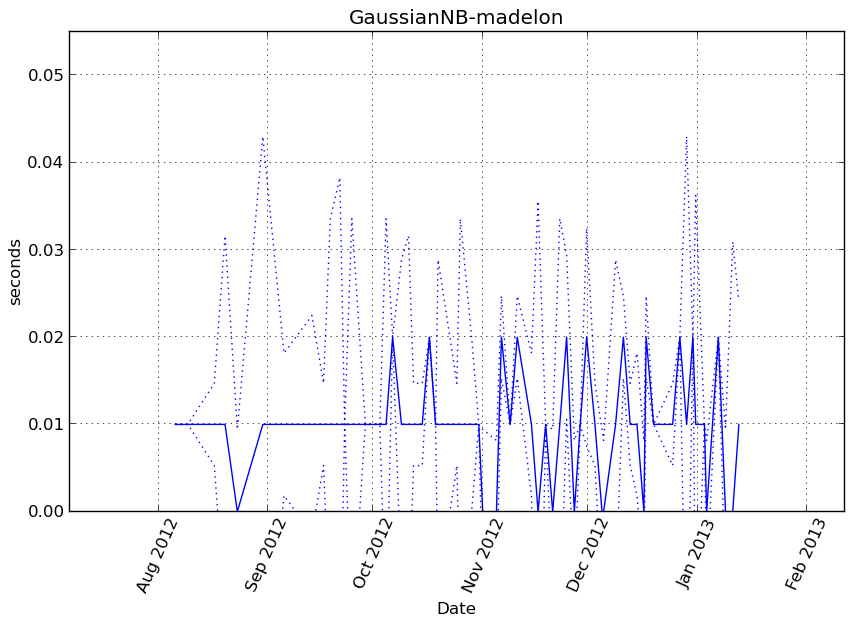 GaussianNB-madelon
0.05
0.04
0.03
0.02
0.01
0.00
seconds
Aug 2012
Sep 2012
Oct 2012
Nov 2012
Dec 2012
Jan 2013
Feb 2013
Date